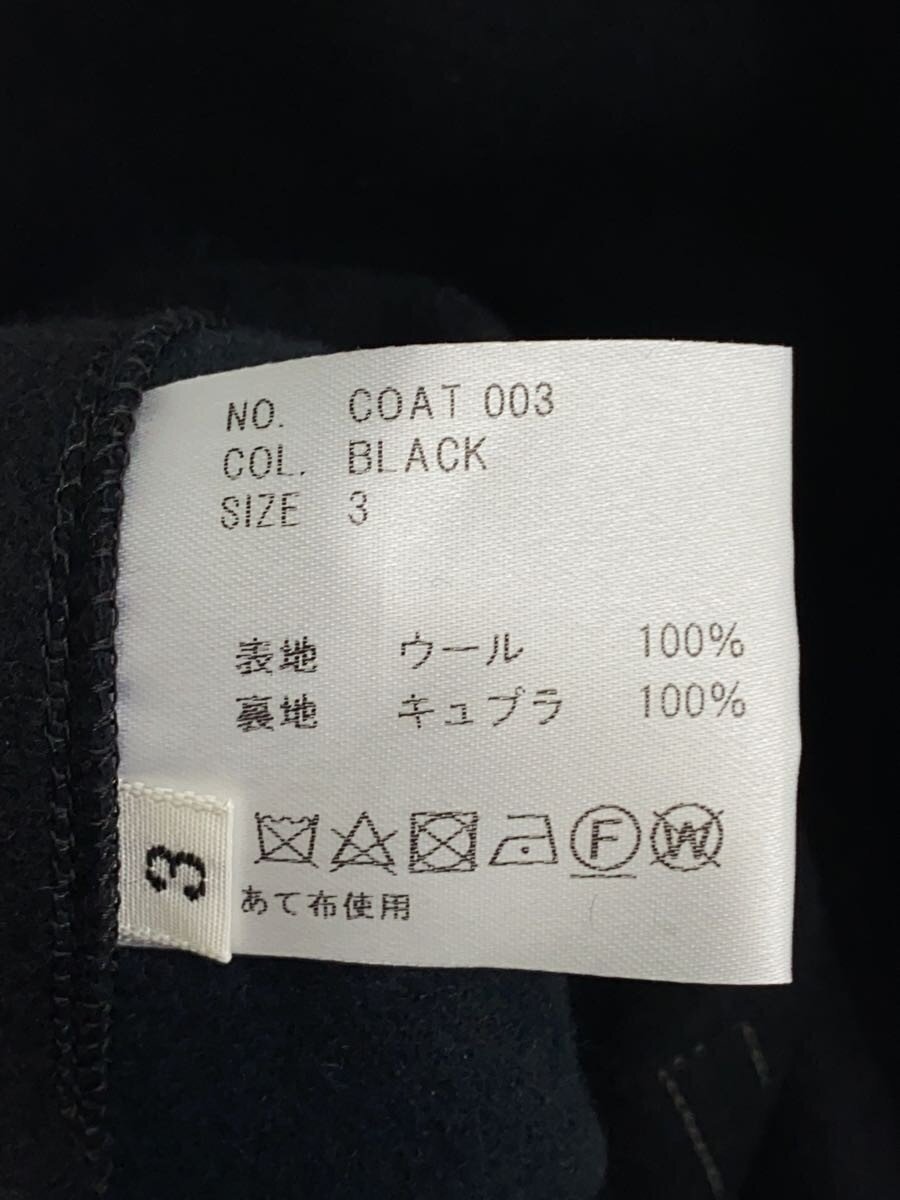 NO. COAT 003
COL. BLACK
SIZE 3
表地 ウール 100%
裏地 キュプラ 100%
F W
あて布使用
3